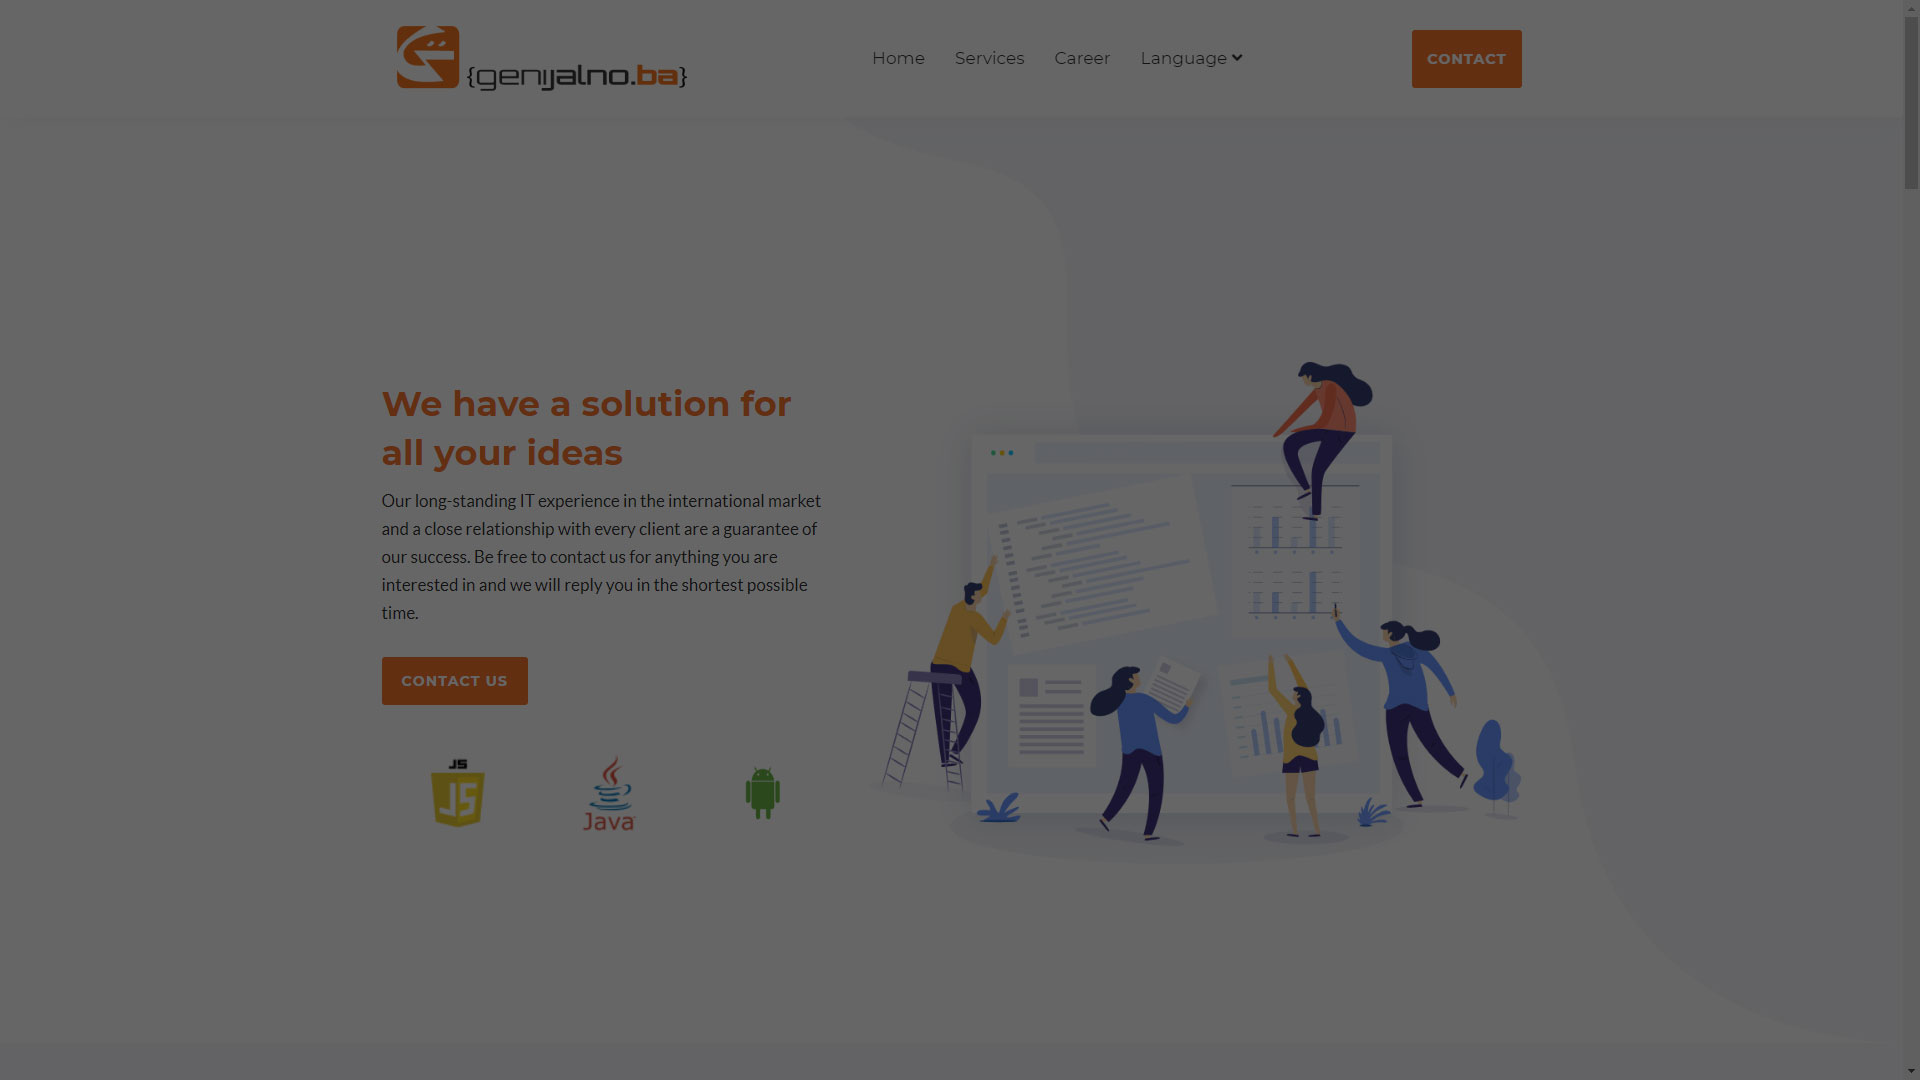 {genijalno.ba}
Home
Services
Career
Language
CONTACT
We have a solution for
all your ideas
Our long-standing IT experience in the international market
and a close relationship with every client are a guarantee of
our success. Be free to contact us for anything you are
interested in and we will reply you in the shortest possible
time.
CONTACT US
JS
JS
Java